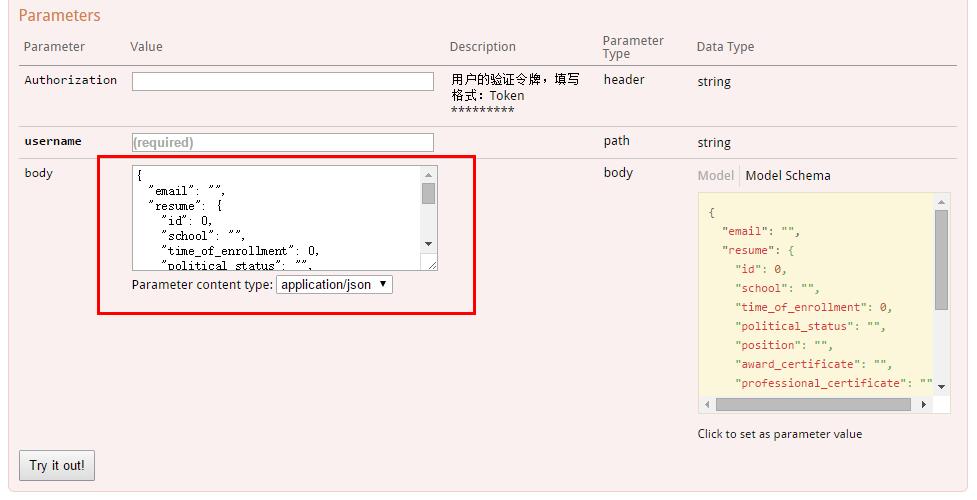 Parameters
Parameter Value Description Parameter Type Data Type
Authorization 用户的验证令牌，填写 header string
格式：Token
*********
username (required) path string
body body Model Model Schema
{
"email": "",
"resume": {
"id": 0,
"school": "",
"time_of_enrollment": 0,
"political_status": "",
Parameter content type: application/json
{
"email": "",
"resume": {
"id": 0,
"school": "",
"time_of_enrollment": 0,
"political_status": "",
"position": "",
"award_certificate": "",
"professional_certificate": ""
Click to set as parameter value
Try it out!